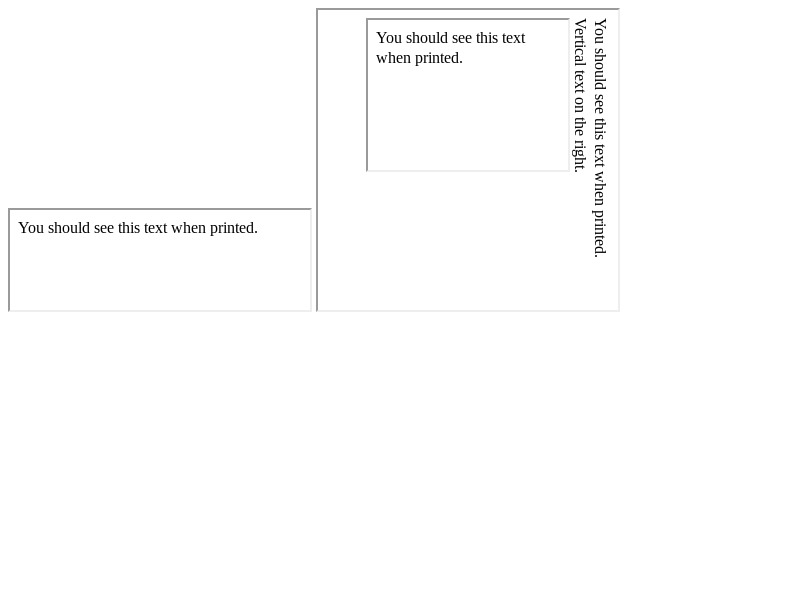 You should see this text when printed.
You should see this text when printed.
Vertical text on the right.
You should see this text
when printed.